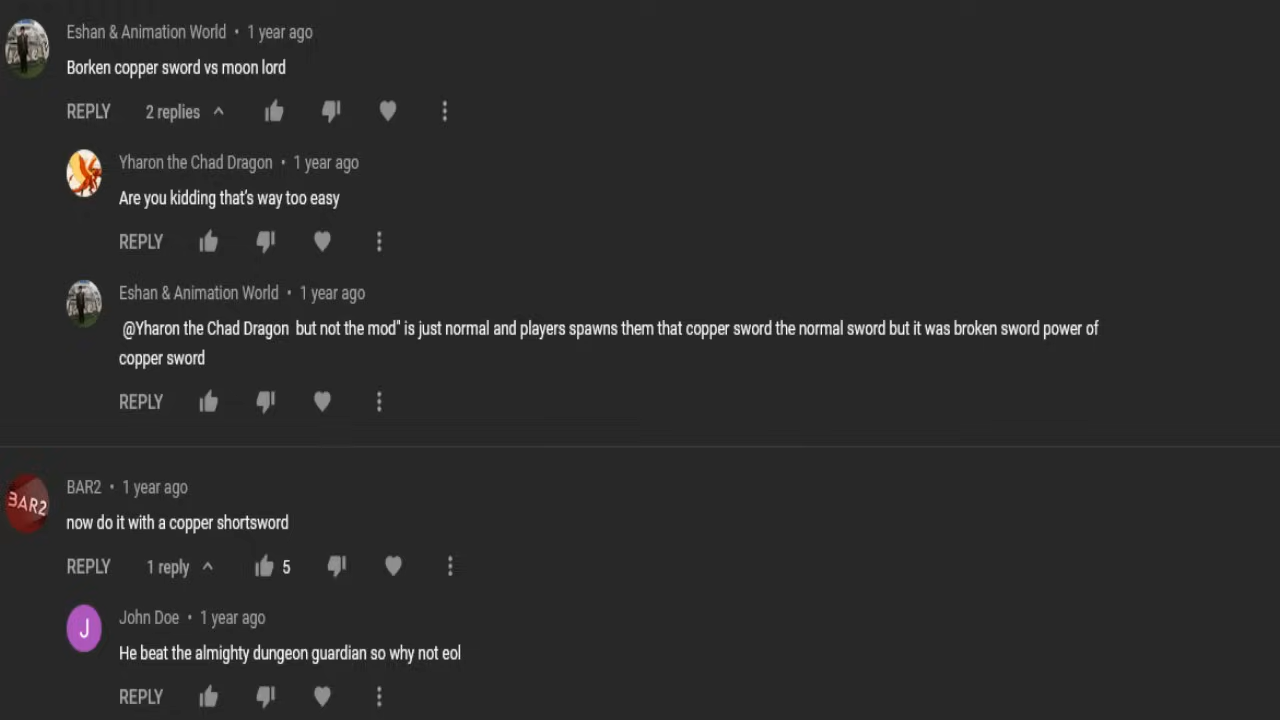 Eshan & Animation World • 1 year ago
Borken copper sword vs moon lord
REPLY 2 replies
Yharon the Chad Dragon • 1 year ago
Are you kidding that's way too easy
REPLY
Eshan & Animation World • 1 year ago
@Yharon the Chad Dragon but not the mod" is just normal and players spawns them that copper sword the normal sword but it was broken sword power of
copper sword
REPLY
BAR2
BAR2 • 1 year ago
now do it with a copper shortsword
REPLY 1 reply 5
J
John Doe • 1 year ago
He beat the almighty dungeon guardian so why not eol
REPLY